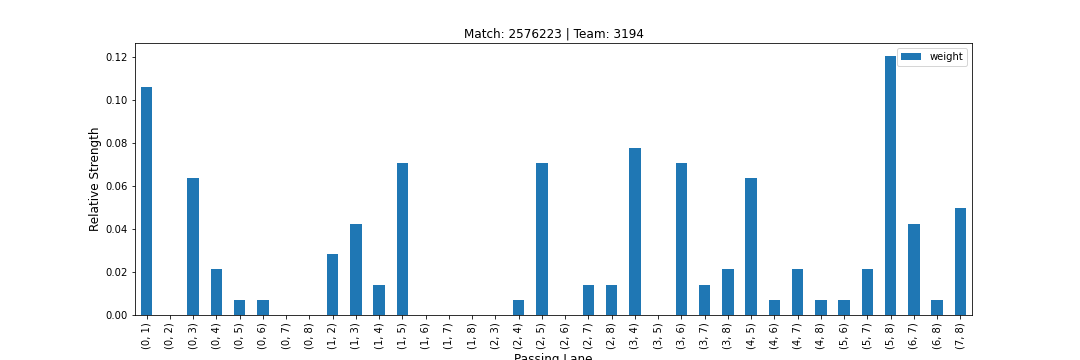 Match: 2576223 | Team: 3194
weight
Relative Strength
0.12
0.10
0.08
0.06
0.04
0.02
0.00
(0, 1) (0, 2) (0, 3) (0, 4) (0, 5) (0, 6) (0, 7) (0, 8) (1, 2) (1, 3) (1, 4) (1, 5) (1, 6) (1, 7) (1, 8) (2, 3) (2, 4) (2, 5) (2, 6) (2, 7) (2, 8) (3, 4) (3, 5) (3, 6) (3, 7) (3, 8) (4, 5) (4, 6) (4, 7) (4, 8) (5, 6) (5, 7) (5, 8) (6, 7) (6, 8) (7, 8)
Passing Lane